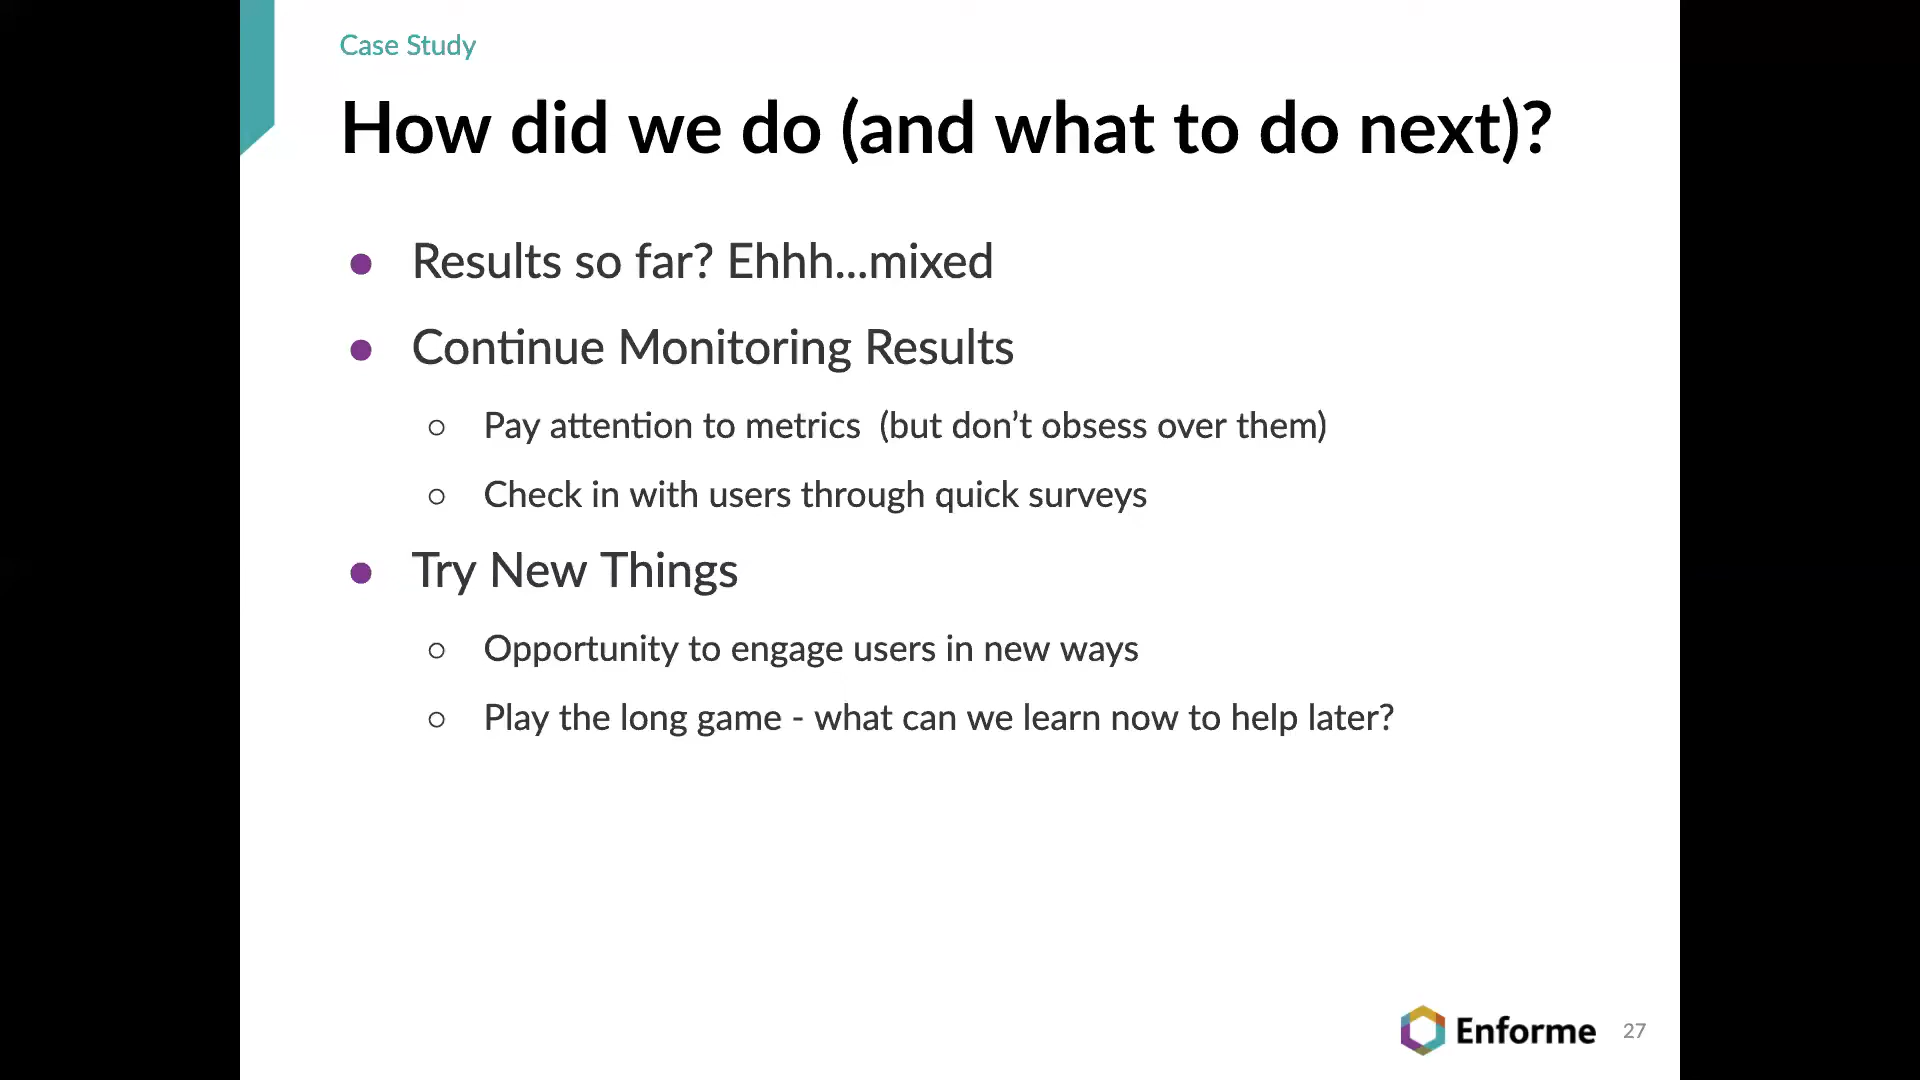 Case Study
How did we do (and what to do next)?
● Results so far? Ehhh...mixed
● Continue Monitoring Results
○ Pay attention to metrics  (but don’t obsess over them)
○ Check in with users through quick surveys
● Try New Things
○ Opportunity to engage users in new ways
○ Play the long game - what can we learn now to help later?
Enforme 27